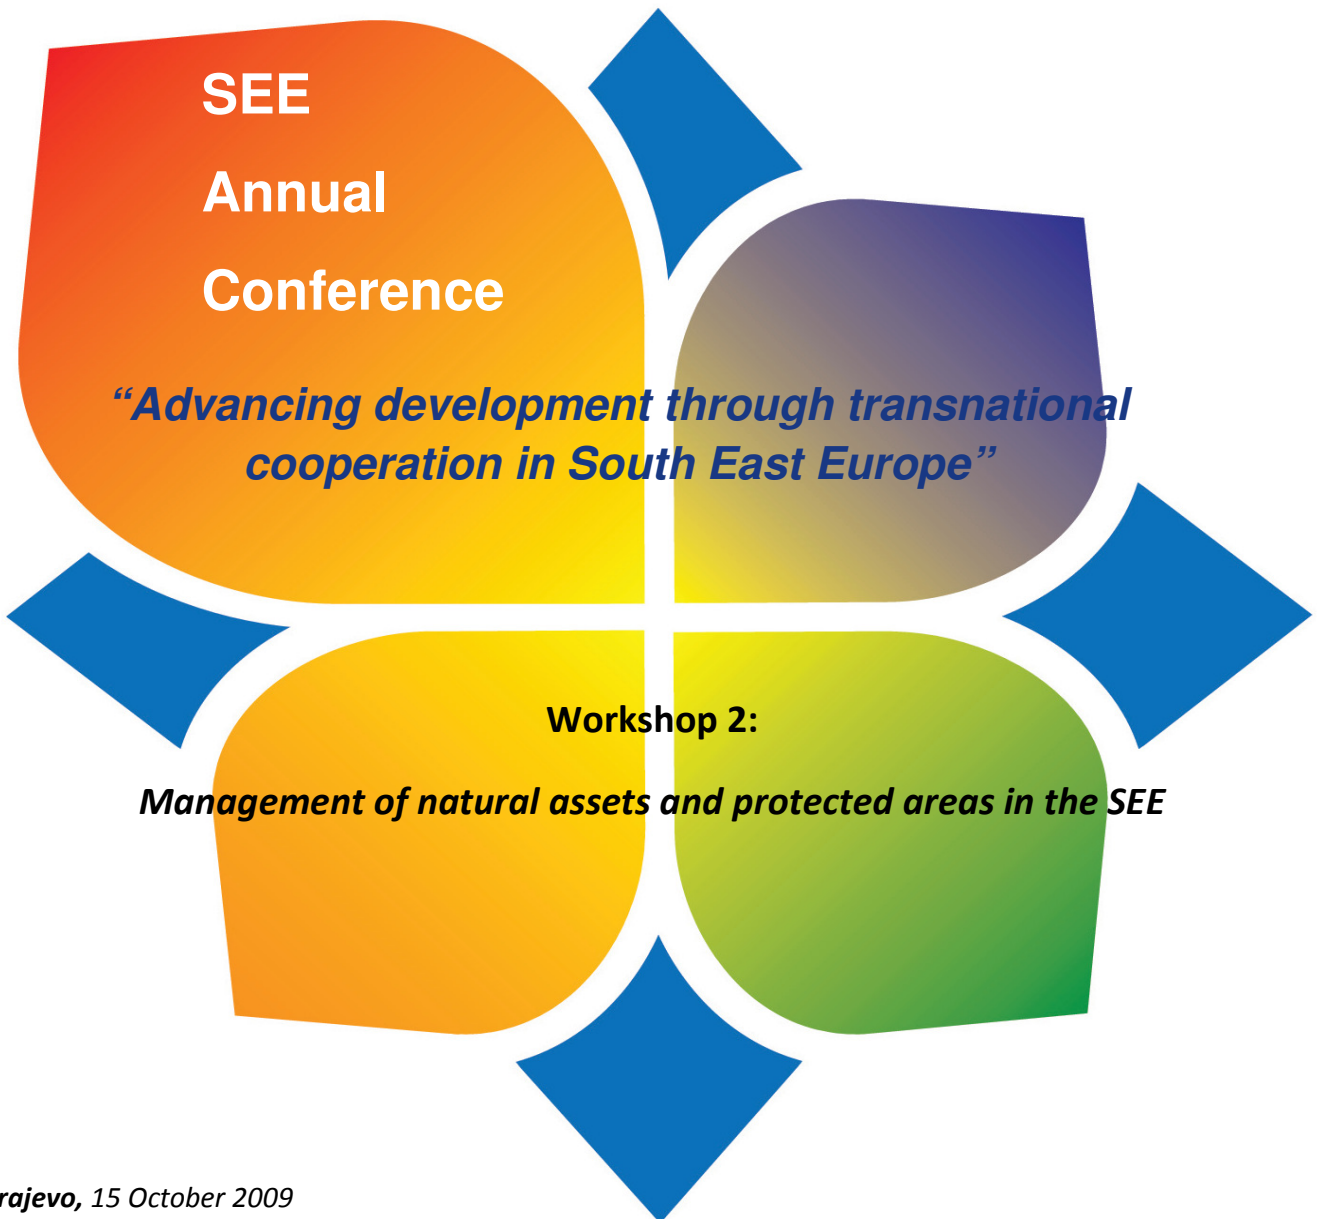 SEE
Annual
Conference
“Advancing development through transnational
cooperation in South East Europe”
Workshop 2:
Management of natural assets and protected areas in the SEE
rajevo, 15 October 2009